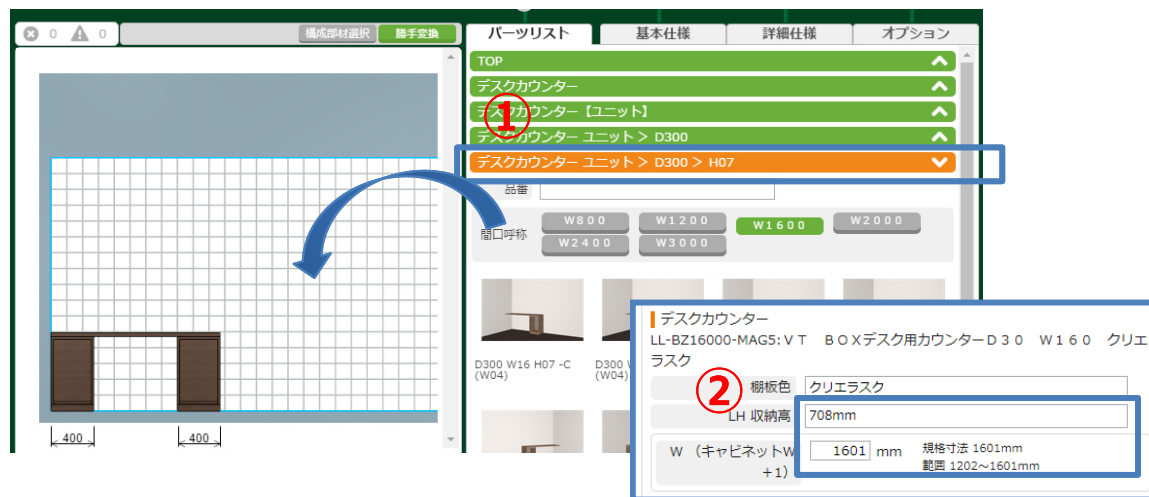 0 0 構成部材選択 勝手変換
パーツリスト 基本仕様 詳細仕様 オプション
TOP
デスクカウンター
デスクカウンター【ユニット】
①
デスクカウンター ユニット > D300
デスクカウンター ユニット > D300 > H07
品番
間口呼称
W800 W1200 W1600 W2000
W2400 W3000
D300 W16 H07 -C
(W04)
D300
(W04)
400 400
デスクカウンター
LL-BZ16000-MAG5:ＶＴ ＢＯＸデスク用カウンターＤ３０ Ｗ１６０ クリエ
ラスク
②
棚板色 クリエラスク
LH 収納高 708mm
W （キャビネットW
+1）
1601 mm
規格寸法 1601mm
範囲 1202～1601mm